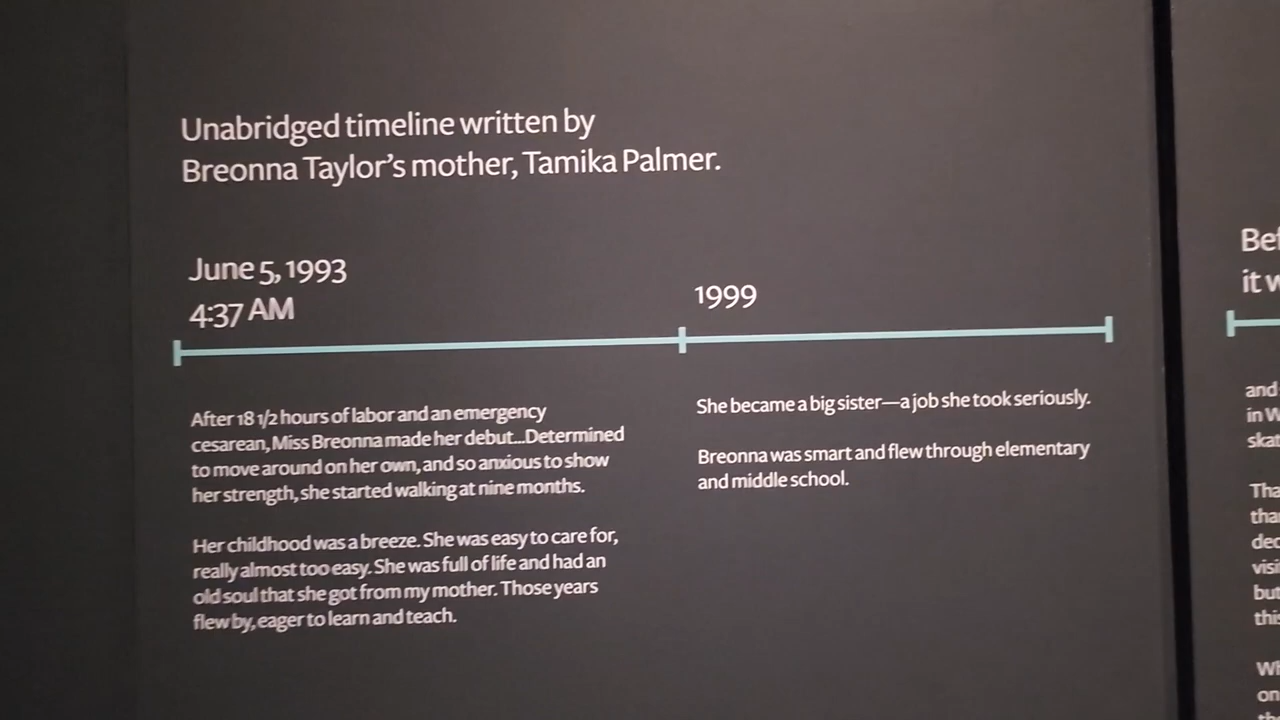 Unabridged timeline written by
Breonna Taylor's mother, Tamika Palmer.
June 5, 1993
4:37 AM
After 18 1/2 hours of labor and an emergency
cesarean, Miss Breonna made her debut...Determined
to move around on her own, and so anxious to show
her strength, she started walking at nine months.
Her childhood was a breeze. She was easy to care for,
really almost too easy. She was full of life and had an
old soul that she got from my mother. Those years
flew by, eager to learn and teach.
1999
She became a big sister—a job she took seriously.
Breonna was smart and flew through elementary
and middle school.
it
and
in